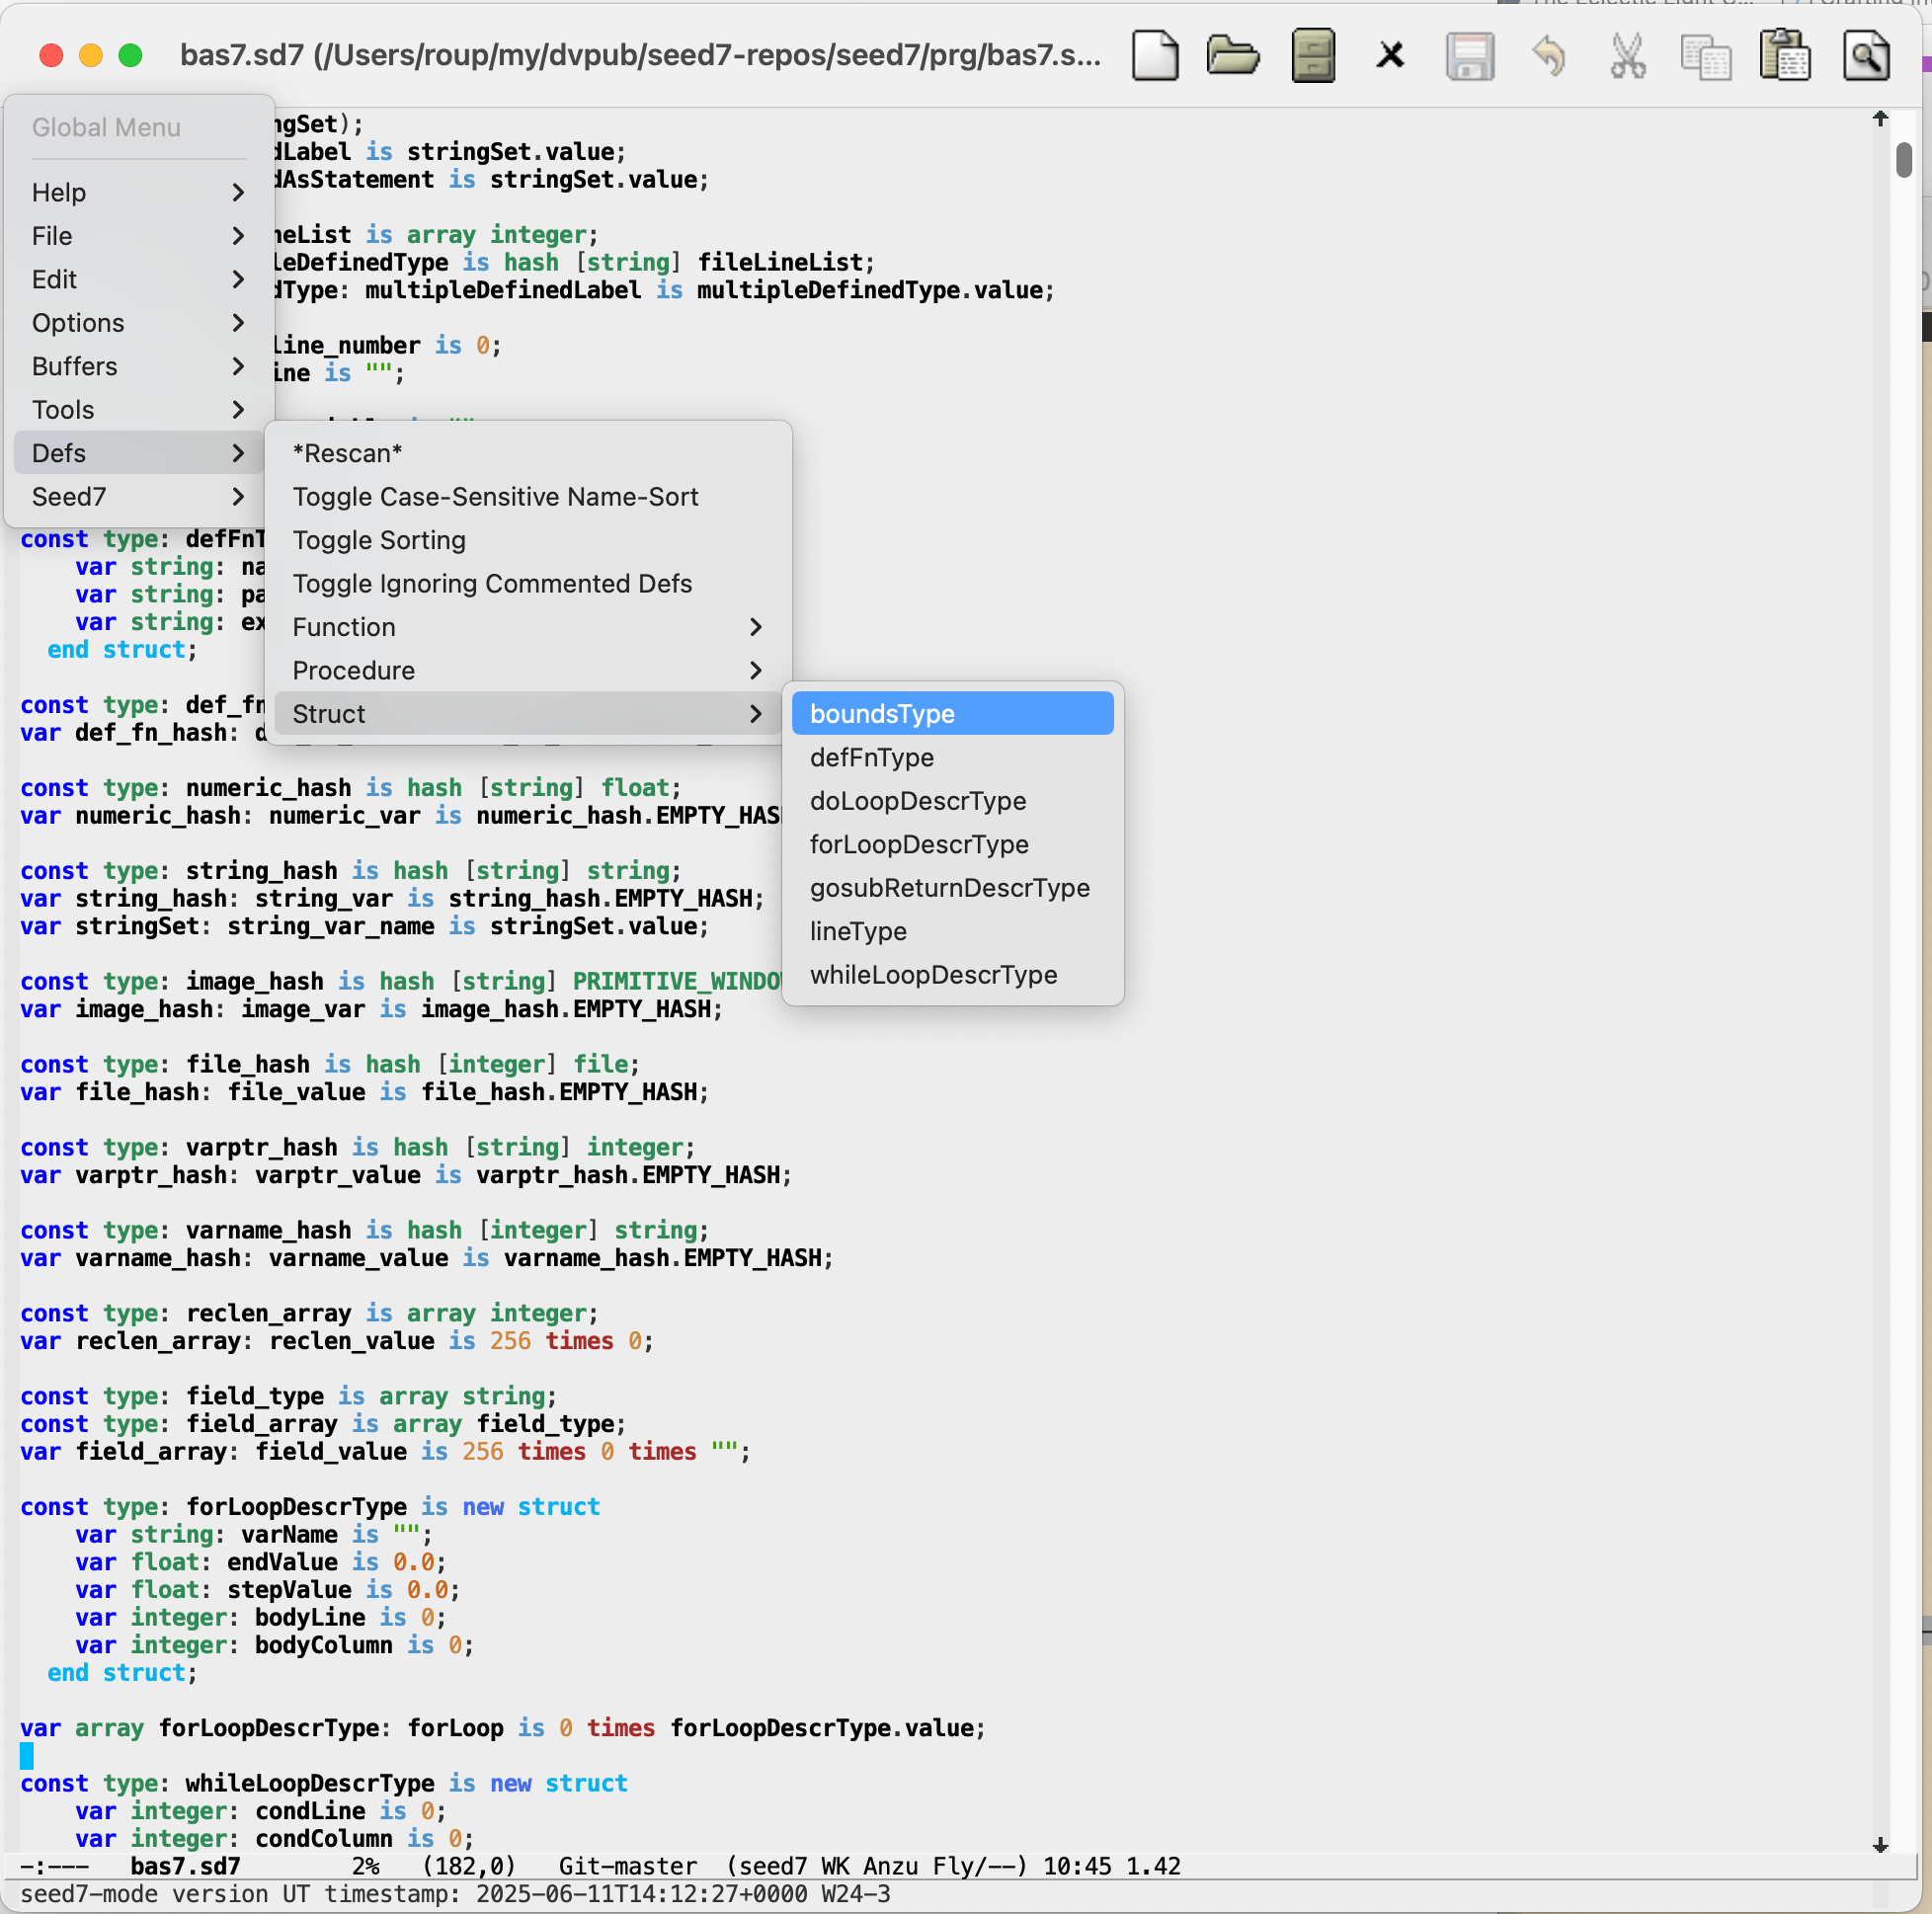 bas7.sd7 (/Users/roup/my/dvpub/seed7-repos/seed7/prg/bas7.s...
Global Menu
Help
File
Edit
Options
Buffers
Tools
Defs
Seed7
*Rescan*
Toggle Case-Sensitive Name-Sort
Toggle Sorting
Toggle Ignoring Commented Defs
Function
Procedure
Struct
boundsType
defFnType
doLoopDescrType
forLoopDescrType
gosubReturnDescrType
lineType
whileLoopDescrType
ngSet);
dLabel is stringSet.value;
dAsStatement is stringSet.value;
neList is array integer;
leDefinedType is hash [string] fileLineList;
dType: multipleDefinedLabel is multipleDefinedType.value;
line_number is 0;
ine is "";
const type: defFnT
var string: na
var string: pa
var string: ex
end struct;
const type: def_fn
var def_fn_hash: d
const type: numeric_hash is hash [string] float;
var numeric_hash: numeric_var is numeric_hash.EMPTY_HAS
const type: string_hash is hash [string] string;
var string_hash: string_var is string_hash.EMPTY_HASH;
var stringSet: string_var_name is stringSet.value;
const type: image_hash is hash [string] PRIMITIVE_WINDO
var image_hash: image_var is image_hash.EMPTY_HASH;
const type: file_hash is hash [integer] file;
var file_hash: file_value is file_hash.EMPTY_HASH;
const type: varptr_hash is hash [string] integer;
var varptr_hash: varptr_value is varptr_hash.EMPTY_HASH;
const type: varname_hash is hash [integer] string;
var varname_hash: varname_value is varname_hash.EMPTY_HASH;
const type: reclen_array is array integer;
var reclen_array: reclen_value is 256 times 0;
const type: field_type is array string;
const type: field_array is array field_type;
var field_array: field_value is 256 times 0 times "";
const type: forLoopDescrType is new struct
var string: varName is "";
var float: endValue is 0.0;
var float: stepValue is 0.0;
var integer: bodyLine is 0;
var integer: bodyColumn is 0;
end struct;
var array forLoopDescrType: forLoop is 0 times forLoopDescrType.value;
const type: whileLoopDescrType is new struct
var integer: condLine is 0;
var integer: condColumn is 0;
-:--- bas7.sd7 2% (182,0) Git-master (seed7 WK Anzu Fly/--) 10:45 1.42
seed7-mode version UT timestamp: 2025-06-11T14:12:27+0000 W24-3